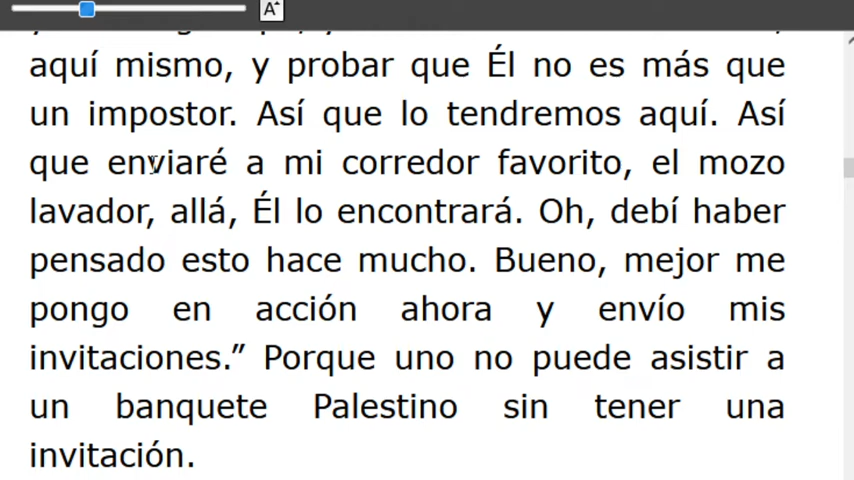 A
aquí mismo, y probar que Él no es más que
un impostor. Así que lo tendremos aquí. Así
que enviaré a mi corredor favorito, el mozo
lavador, allá, Él lo encontrará. Oh, debí haber
pensado esto hace mucho. Bueno, mejor me
pongo en acción ahora y envío mis
invitaciones.” Porque uno no puede asistir a
un banquete Palestino sin tener una
invitación.